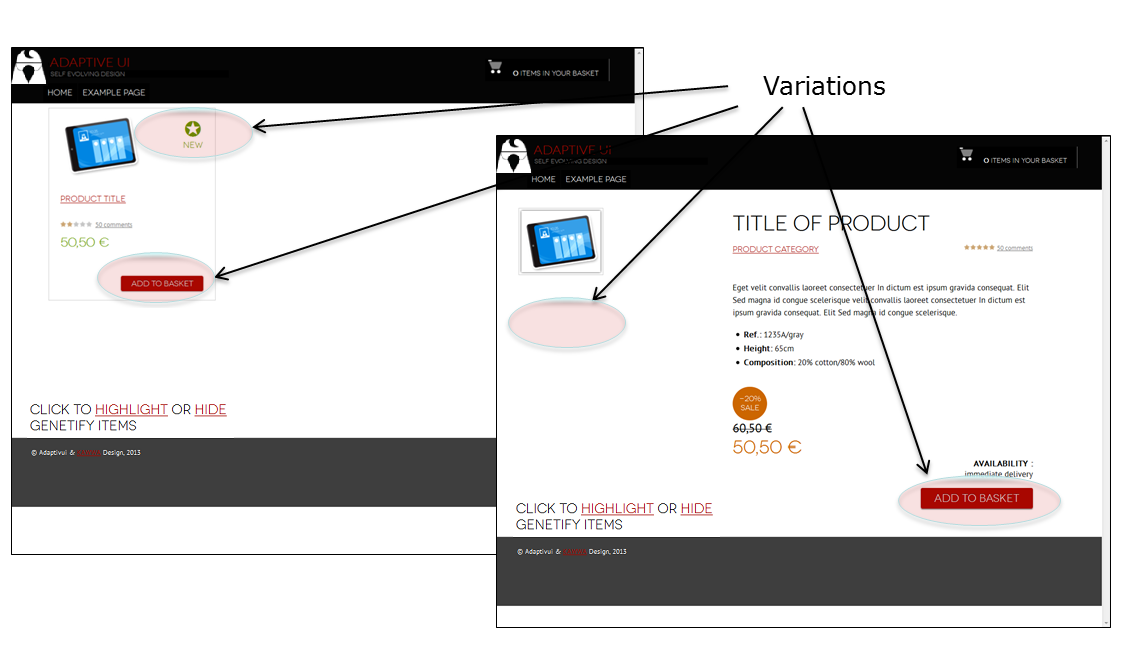 Variations
ADAPTIVE UI
SELF EVOLVING DESIGN
0 ITEMS IN YOUR BASKET
HOME EXAMPLE PAGE
NEW
PRODUCT TITLE
50 comments
50,50 €
ADD TO BASKET
CLICK TO HIGHLIGHT OR HIDE
GENETIFY ITEMS
© Adaptivui & Design, 2013
ADAPTIVE UI
SELF EVOLVING DESIGN
0 ITEMS IN YOUR BASKET
HOME EXAMPLE PAGE
TITLE OF PRODUCT
PRODUCT CATEGORY
50 comments
Eget velit convallis laoreet consectetuer In dictum est ipsum gravida consequat. Elit
Sed magna id congue scelerisque velit convallis laoreet consectetuer In dictum est
ipsum gravida consequat. Elit Sed magna id congue scelerisque.
Ref.: 1235A/gray
Height: 65cm
Composition: 20% cotton/80% wool
-20%
SALE
60,50 €
50,50 €
AVAILABILITY :
immediate delivery
ADD TO BASKET
CLICK TO HIGHLIGHT OR HIDE
GENETIFY ITEMS
© Adaptivui & Design, 2013